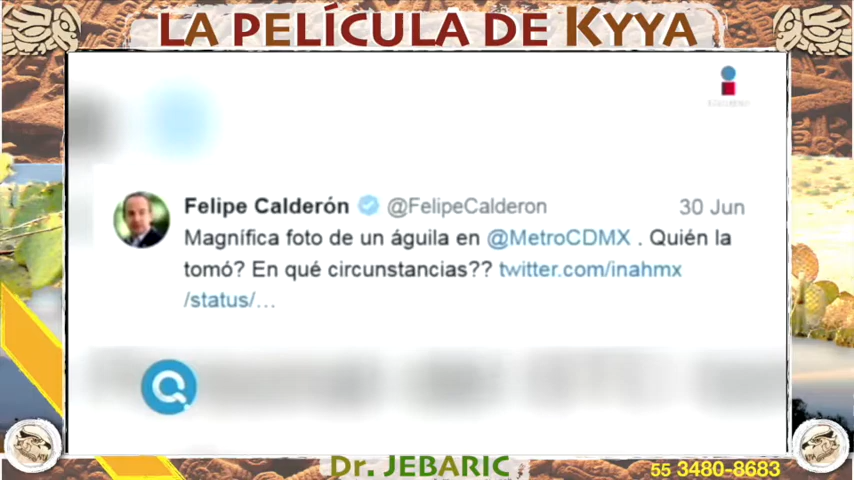 LA PELÍCULA DE KYYA
Felipe Calderón @FelipeCalderon 30 Jun
Magnífica foto de un águila en @MetroCDMX . Quién la
tomó? En qué circunstancias?? twitter.com/inahmx
/status/...
Dr. JEBARIC
55 3480-8683